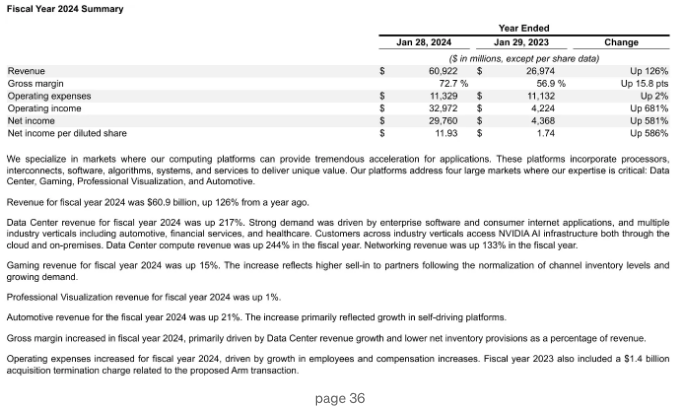 Fiscal Year 2024 Summary
Year Ended
Jan 28, 2024 Jan 29, 2023 Change
($ in millions, except per share data)
Revenue $ 60,922 $ 26,974 Up 126%
Gross margin 72.7 % 56.9 % Up 15.8 pts
Operating expenses $ 11,329 $ 11,132 Up 2%
Operating income $ 32,972 $ 4,224 Up 681%
Net income $ 29,760 $ 4,368 Up 581%
Net income per diluted share $ 11.93 $ 1.74 Up 586%
We specialize in markets where our computing platforms can provide tremendous acceleration for applications. These platforms incorporate processors,
interconnects, software, algorithms, systems, and services to deliver unique value. Our platforms address four large markets where our expertise is critical: Data
Center, Gaming, Professional Visualization, and Automotive.
Revenue for fiscal year 2024 was $60.9 billion, up 126% from a year ago.
Data Center revenue for fiscal year 2024 was up 217%. Strong demand was driven by enterprise software and consumer internet applications, and multiple
industry verticals including automotive, financial services, and healthcare. Customers across industry verticals access NVIDIA AI infrastructure both through the
cloud and on-premises. Data Center compute revenue was up 244% in the fiscal year. Networking revenue was up 133% in the fiscal year.
Gaming revenue for fiscal year 2024 was up 15%. The increase reflects higher sell-in to partners following the normalization of channel inventory levels and
growing demand.
Professional Visualization revenue for fiscal year 2024 was up 1%.
Automotive revenue for the fiscal year 2024 was up 21%. The increase primarily reflected growth in self-driving platforms.
Gross margin increased in fiscal year 2024, primarily driven by Data Center revenue growth and lower net inventory provisions as a percentage of revenue.
Operating expenses increased for fiscal year 2024, driven by growth in employees and compensation increases. Fiscal year 2023 also included a $1.4 billion
acquisition termination charge related to the proposed Arm transaction.
page 36